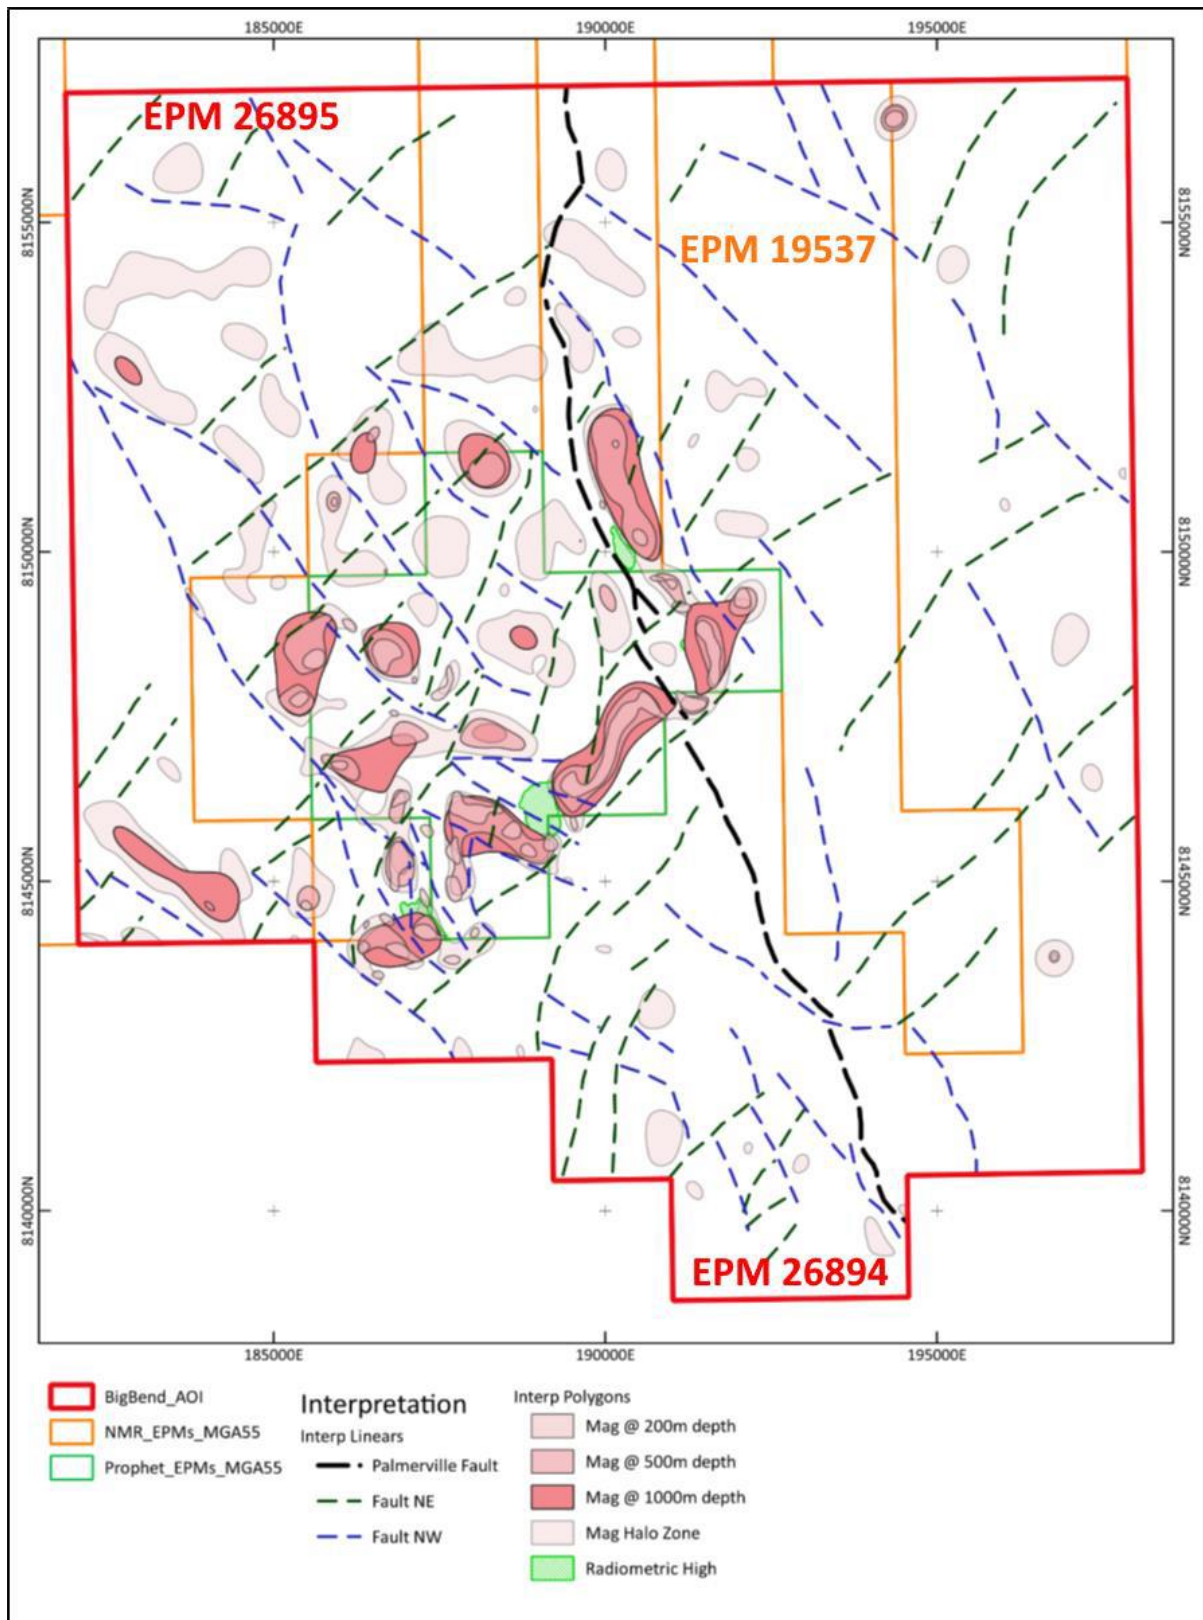 185000E 190000E 195000E
EPM 26895
8155000N 8155000N
EPM 19537
8150000N 8150000N
8145000N 8145000N
8140000N 8140000N
EPM 26894
185000E 190000E 195000E
BigBend_AOI
NMR_EPMs_MGA55
Prophet_EPMs_MGA55
Interpretation
Interp Linears
Palmerville Fault
Fault NE
Fault NW
Interp Polygons
Mag @ 200m depth
Mag @ 500m depth
Mag @ 1000m depth
Mag Halo Zone
Radiometric High